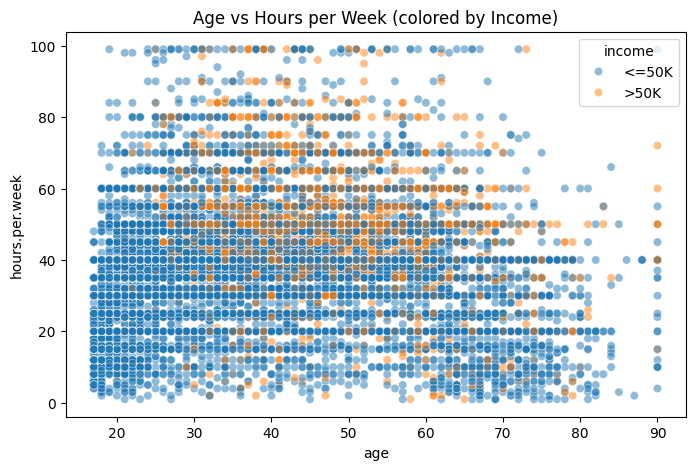 Age vs Hours per Week (colored by Income)
income
<=50K
>50K
hours.per.week
100
80
60
40
20
0
20 30 40 50 60 70 80 90
age